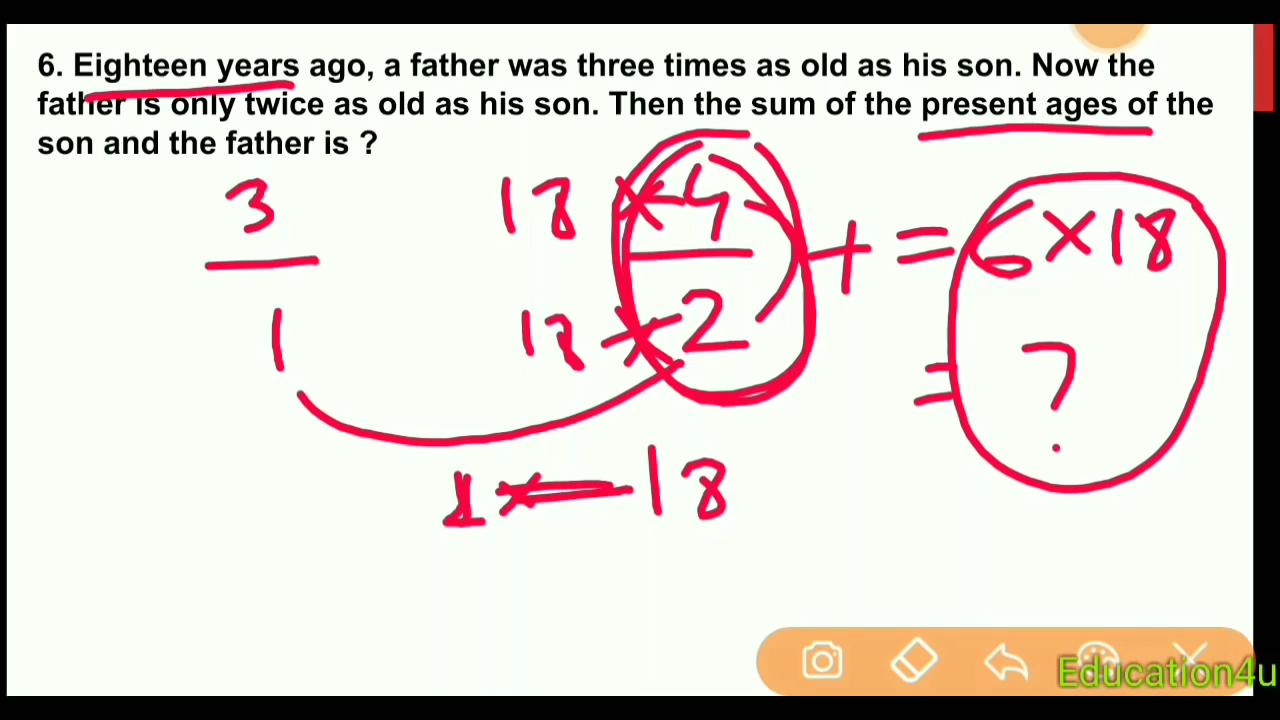 6. Eighteen years ago, a father was three times as old as his son. Now the
father is only twice as old as his son. Then the sum of the present ages of the
son and the father is ?
3 18 × 4 + = 6 × 18
1 18 × 2 = ?
1 18
Education4u